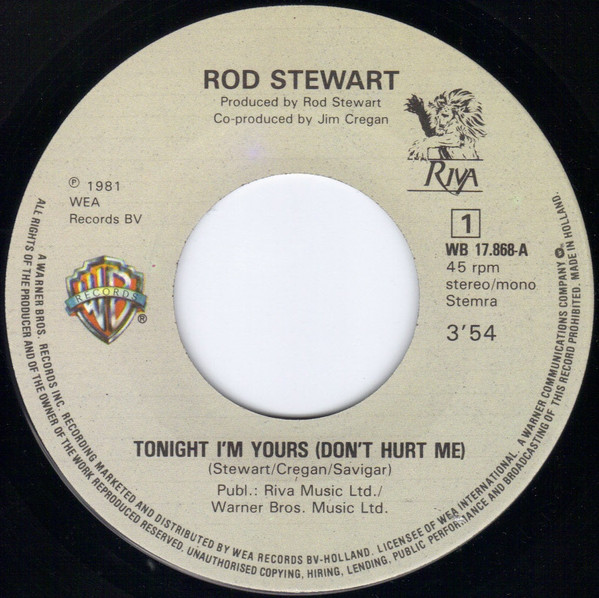 ROD STEWART
Produced by Rod Stewart
Co-produced by Jim Cregan
RIVA
℗ 1981
WEA
Records BV
1
WB 17.868-A
45 rpm
stereo/mono
Stemra
3'54
WB
RECORDS
®
TONIGHT I'M YOURS (DON'T HURT ME)
(Stewart/Cregan/Savigar)
Publ.: Riva Music Ltd./
Warner Bros. Music Ltd.
A WARNER BROS. RECORDS INC. RECORDING MARKETED AND DISTRIBUTED BY WEA RECORDS BV-HOLLAND. LICENSEE OF WEA INTERNATIONAL. A WARNER COMMUNICATIONS COMPANY
ALL RIGHTS OF THE PRODUCER AND OF THE OWNER OF THE WORK REPRODUCED RESERVED. UNAUTHORISED COPYING, HIRING, LENDING, PUBLIC PERFORMANCE AND BROADCASTING OF THIS RECORD PROHIBITED. MADE IN HOLLAND.